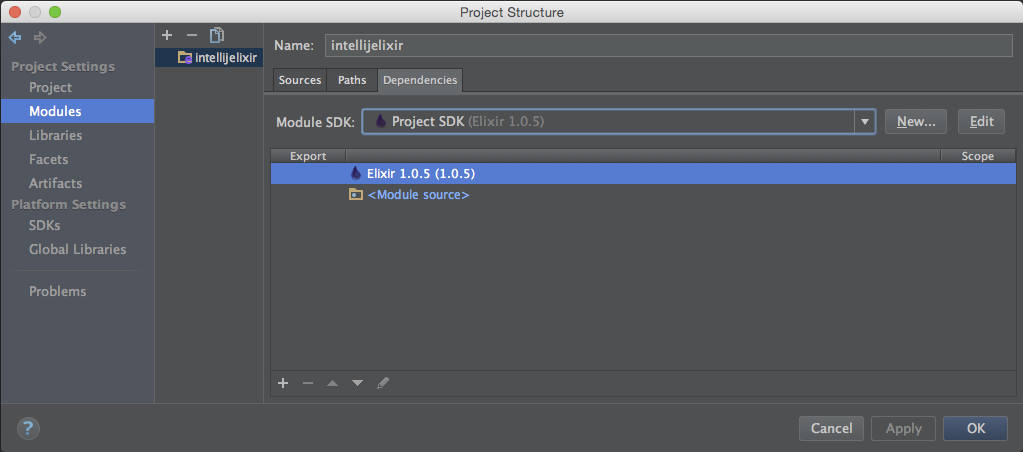 Project Structure
Project Settings
Project
Modules
Libraries
Facets
Artifacts
Platform Settings
SDKs
Global Libraries
Problems
intellijelixir
Name: intellijelixir
Sources Paths Dependencies
Module SDK: Project SDK (Elixir 1.0.5) New... Edit
Export Scope
Elixir 1.0.5 (1.0.5)
<Module source>
? Cancel Apply OK